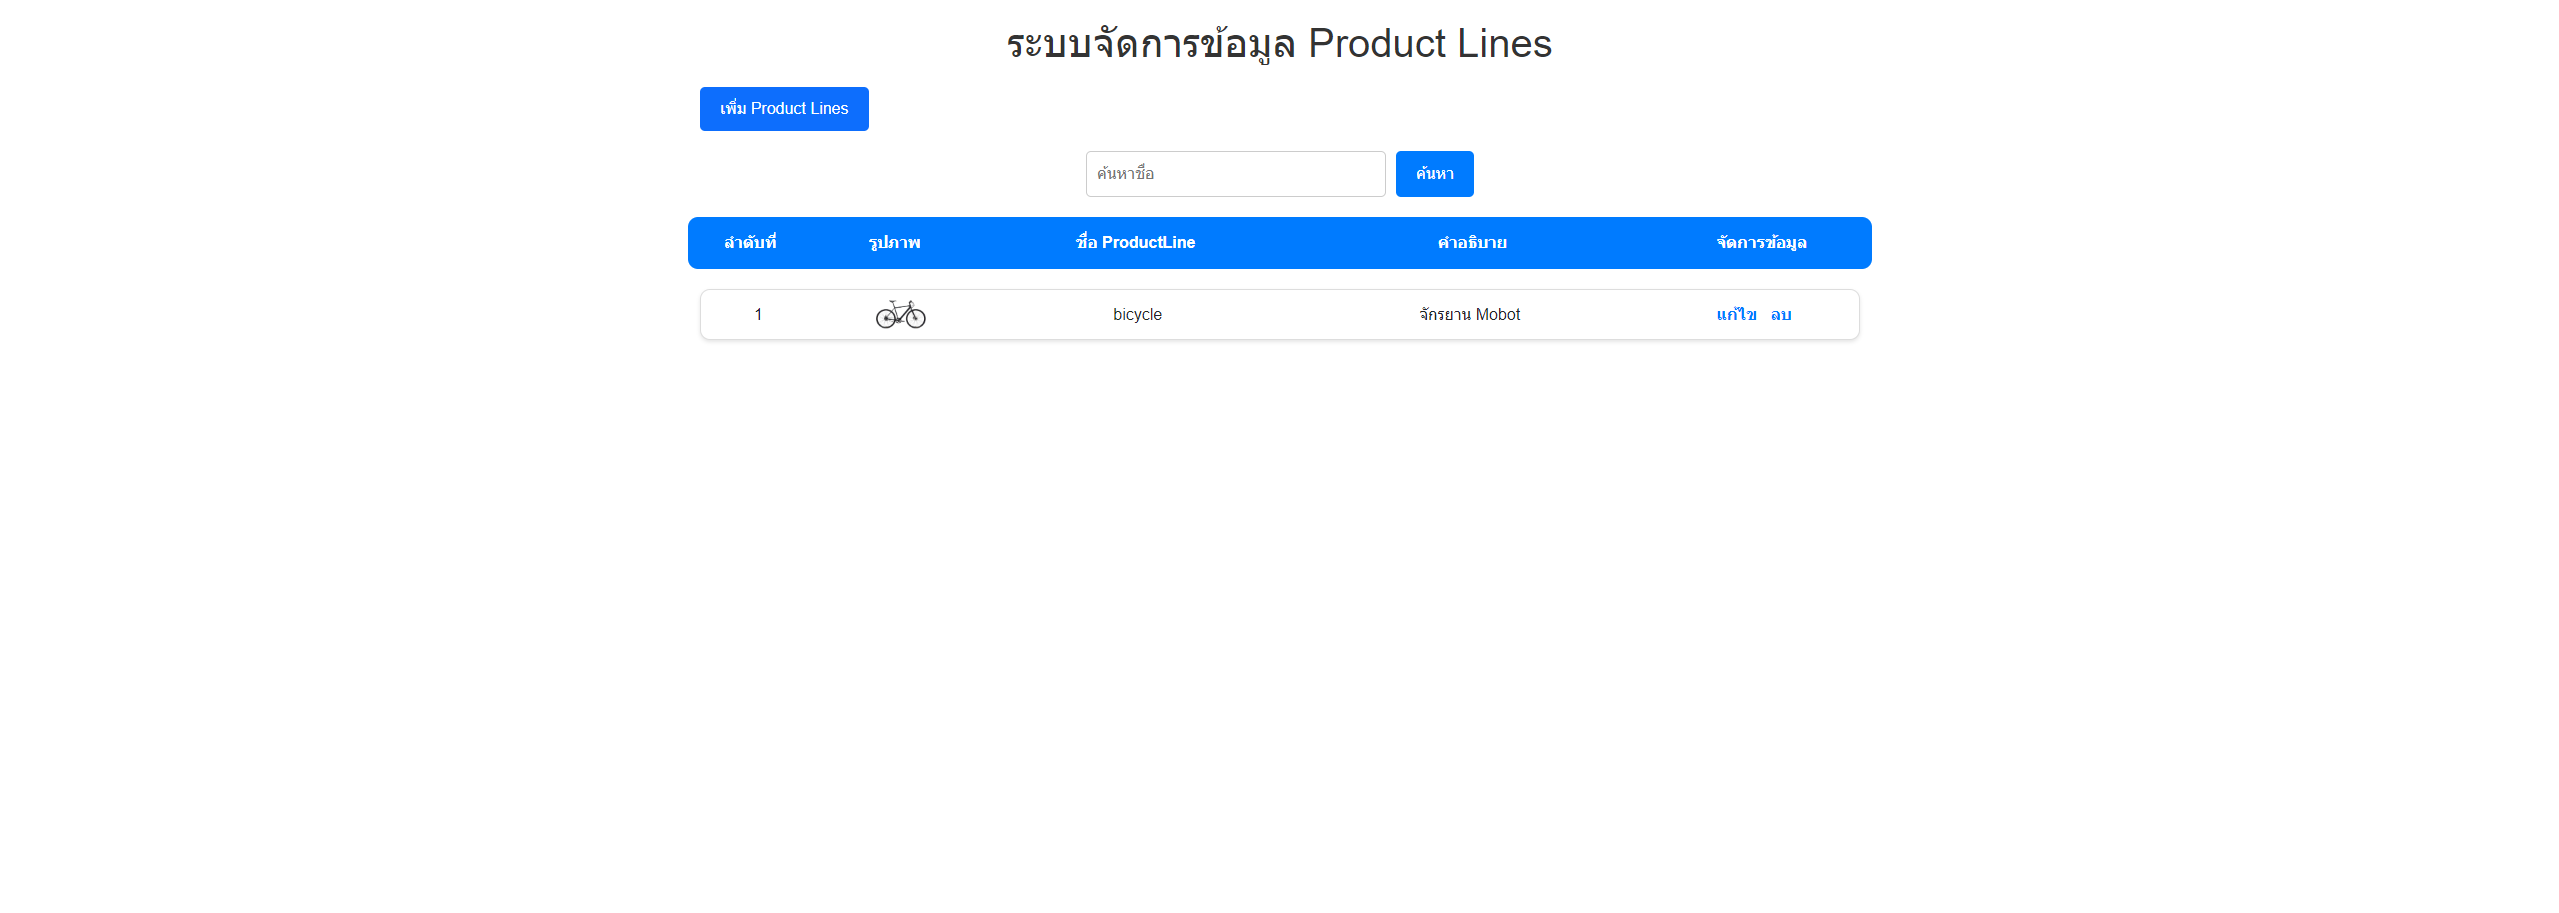 ระบบจัดการข้อมูล Product Lines
เพิ่ม Product Lines
ค้นหาชื่อ ค้นหา
ลำดับที่ รูปภาพ ชื่อ ProductLine คำอธิบาย จัดการข้อมูล
1 bicycle จักรยาน Mobot แก้ไข ลบ